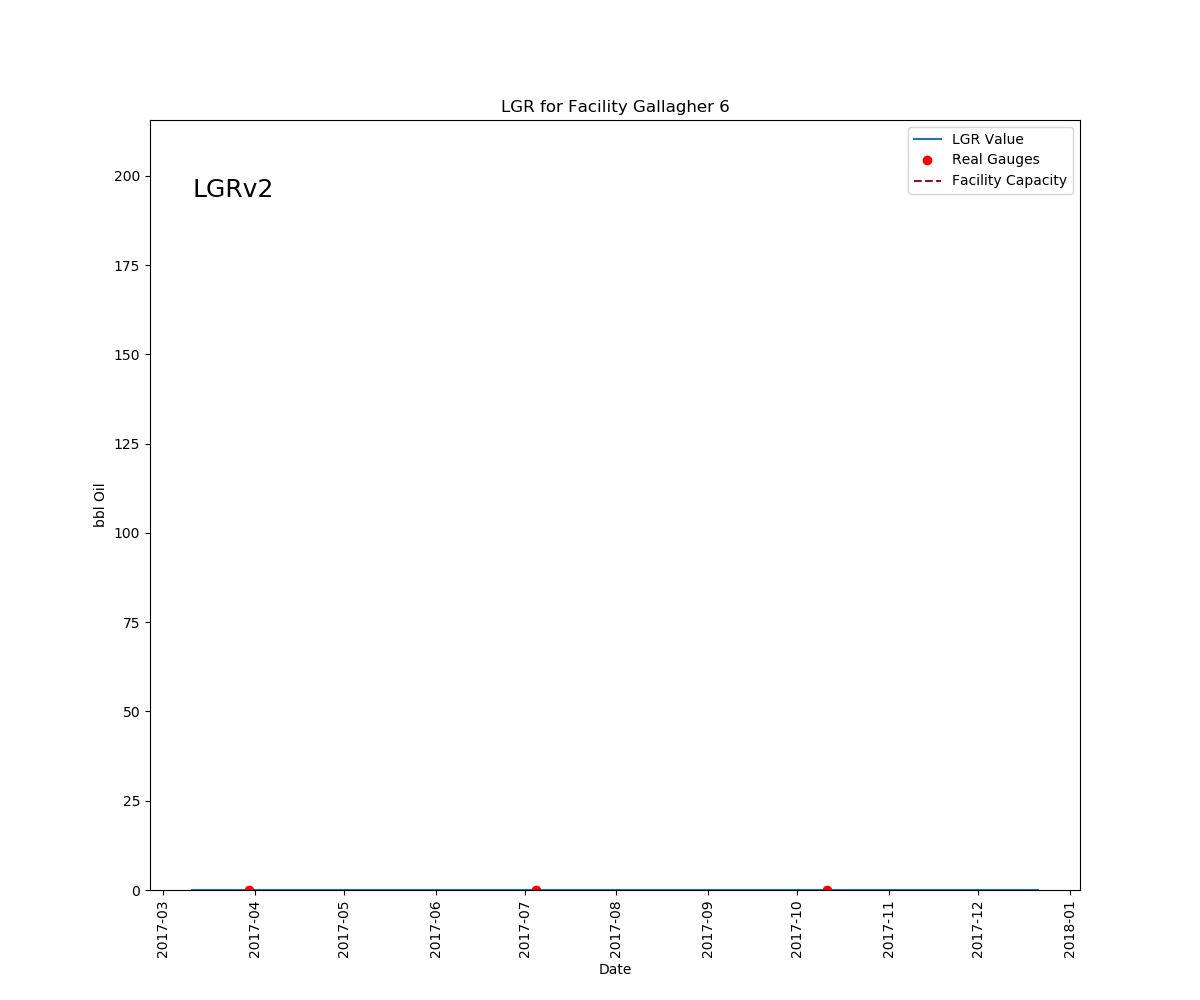 LGR for Facility Gallagher 6
LGR Value
Real Gauges
Facility Capacity
LGRv2
200
175
150
125
100
75
50
25
0
bbl Oil
2017-03
2017-04
2017-05
2017-06
2017-07
2017-08
2017-09
2017-10
2017-11
2017-12
2018-01
Date